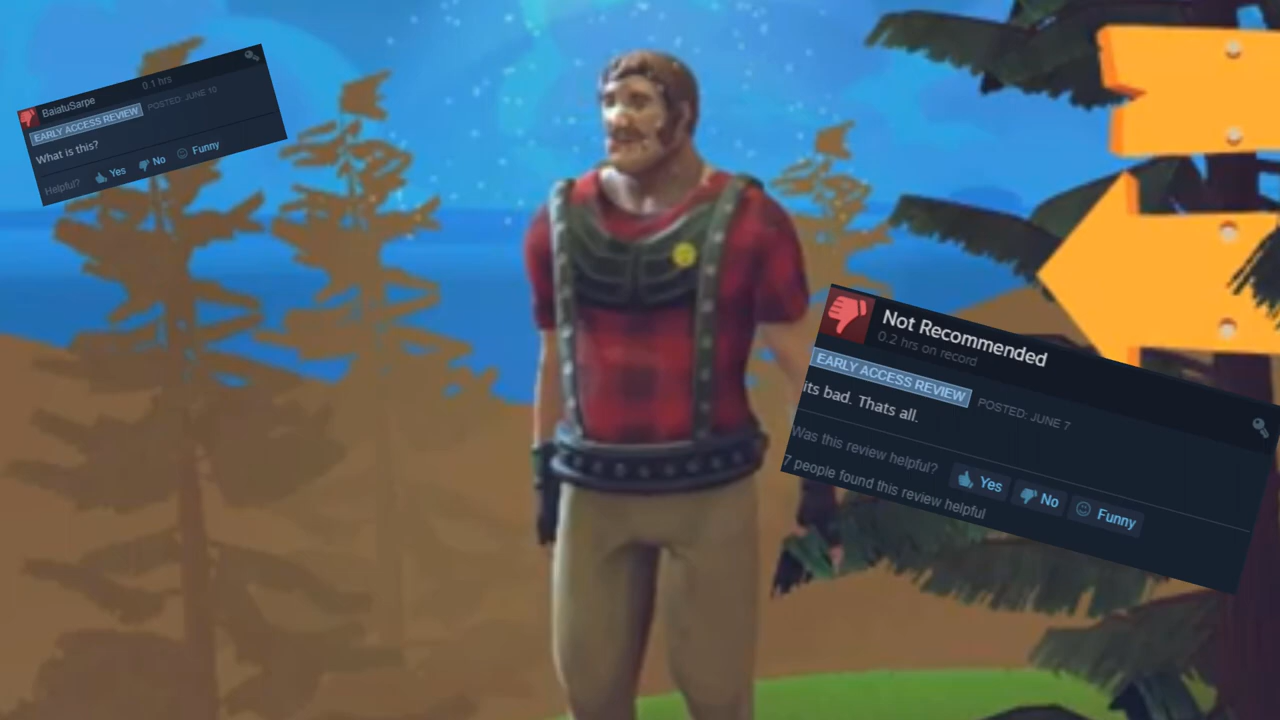 0.1 hrs
BaiatuSarpe
EARLY ACCESS REVIEW POSTED: JUNE 10
What is this?
Helpful? Yes No Funny
Not Recommended
0.2 hrs on record
EARLY ACCESS REVIEW POSTED: JUNE 7
its bad. Thats all.
Was this review helpful? Yes No Funny
7 people found this review helpful